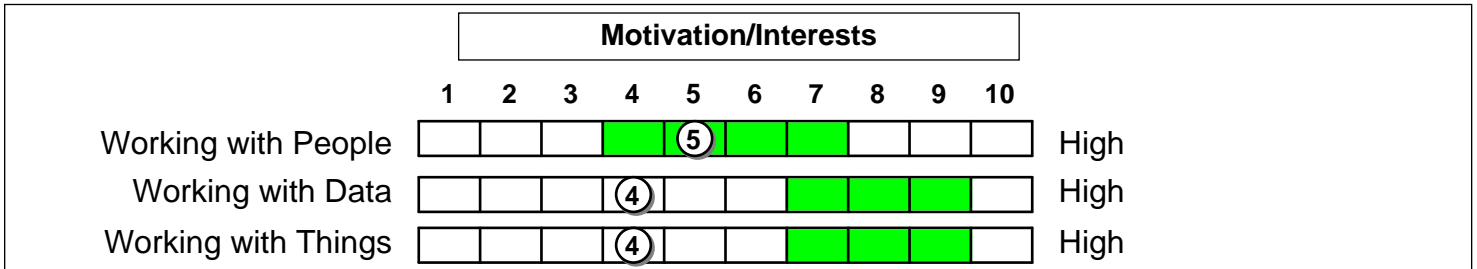 Motivation/Interests
1 2 3 4 5 6 7 8 9 10
Working with People 5 High
Working with Data 4 High
Working with Things 4 High